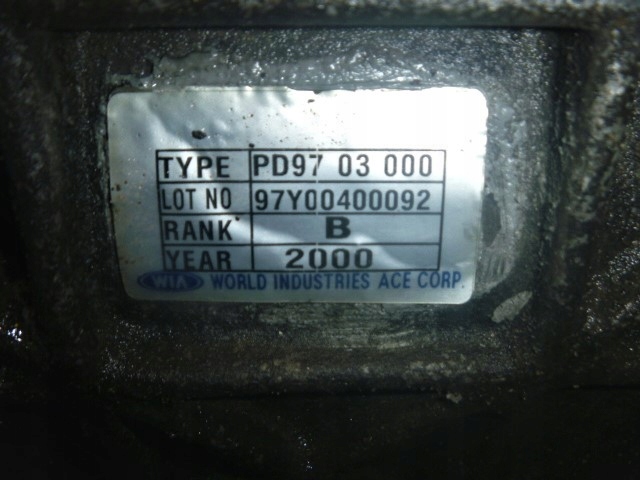 TYPE PD97 03 000
LOT NO 97Y00400092
RANK B
YEAR 2000
WIA WORLD INDUSTRIES ACE CORP.